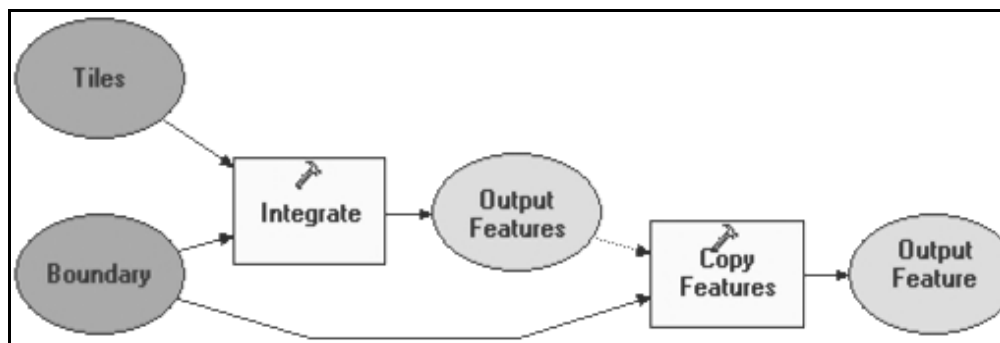 Tiles
Integrate
Boundary
Output
Features
Copy
Features
Output
Feature